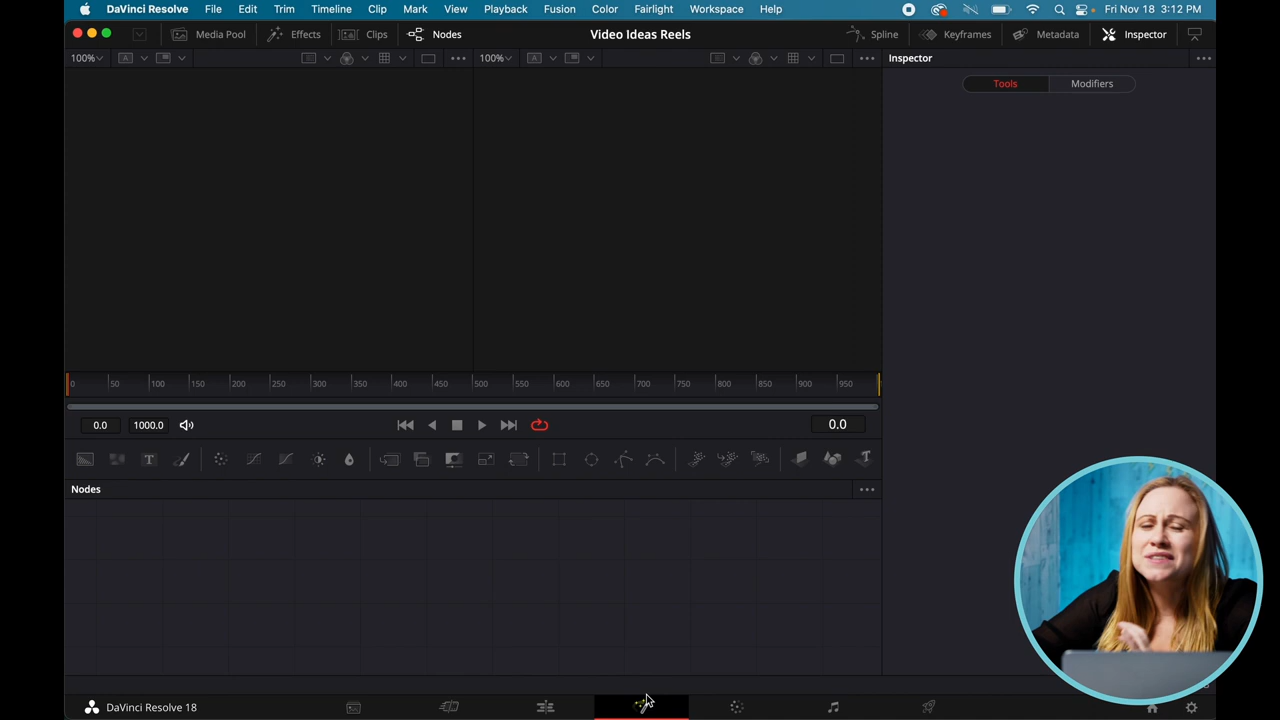 DaVinci Resolve File Edit Trim Timeline Clip Mark View Playback Fusion Color Fairlight Workspace Help Fri Nov 18 3:12 PM
Media Pool Effects Clips Nodes Video Ideas Reels Spline Keyframes Metadata Inspector
100% 100% Inspector
Tools Modifiers
0 50 100 150 200 250 300 350 400 450 500 550 600 650 700 750 800 850 900 950
0.0 1000.0 0.0
Nodes
DaVinci Resolve 18